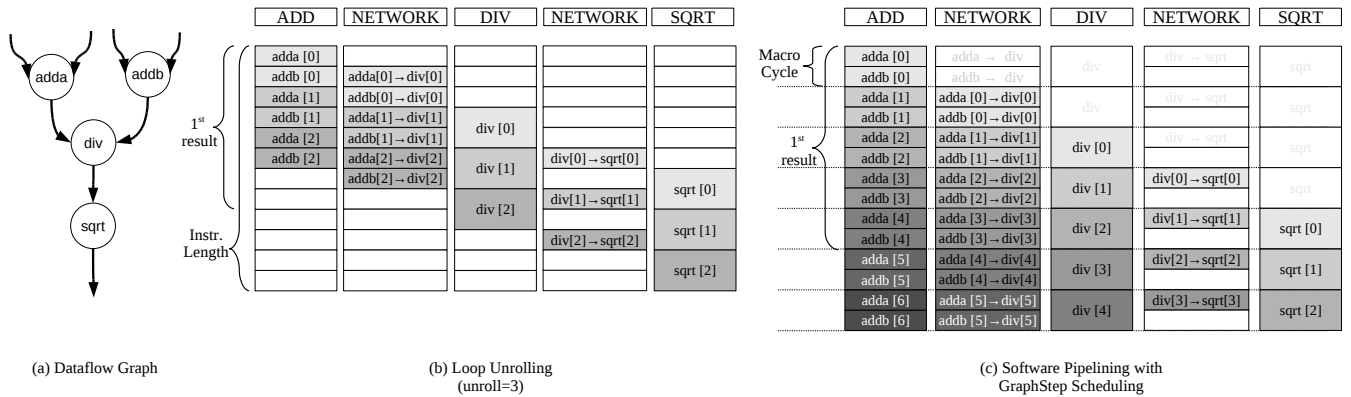 adda
addb
div
sqrt
(a) Dataflow Graph
ADD NETWORK DIV NETWORK SQRT
1st
result
Instr.
Length
adda [0]
addb [0] adda[0]→div[0]
adda [1] addb[0]→div[0]
addb [1] adda[1]→div[1]
div [0]
adda [2] addb[1]→div[1]
addb [2] adda[2]→div[2] div[0]→sqrt[0]
div [1]
addb[2]→div[2]
sqrt [0]
div[1]→sqrt[1]
div [2]
sqrt [1]
div[2]→sqrt[2]
sqrt [2]
(b) Loop Unrolling
(unroll=3)
ADD NETWORK DIV NETWORK SQRT
Macro
Cycle
1st
result
adda [0] adda → div div → sqrt
div sqrt
addb [0] addb → div
adda [1] adda [0]→div[0] div → sqrt
div sqrt
addb [1] addb [0]→div[0]
adda [2] adda [1]→div[1] div → sqrt
div [0] sqrt
addb [2] addb [1]→div[1]
adda [3] adda [2]→div[2] div[0]→sqrt[0]
div [1] sqrt
addb [3] addb [2]→div[2]
adda [4] adda [3]→div[3] div[1]→sqrt[1]
div [2] sqrt [0]
addb [4] addb [3]→div[3]
adda [5] adda [4]→div[4] div[2]→sqrt[2]
div [3] sqrt [1]
addb [5] addb [4]→div[4]
adda [6] adda [5]→div[5] div[3]→sqrt[3]
div [4] sqrt [2]
addb [6] addb [5]→div[5]
(c) Software Pipelining with
GraphStep Scheduling